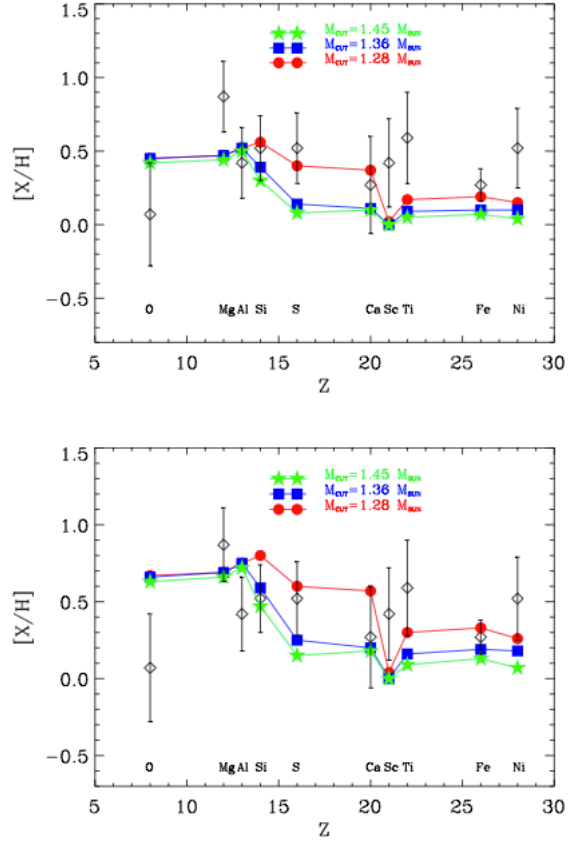 1.5
M_CUT=1.45 M_SUN
M_CUT=1.36 M_SUN
M_CUT=1.28 M_SUN
1.0
[X/H]
0.5
0.0
-0.5
O Mg Al Si S Ca Sc Ti Fe Ni
5 10 15 20 25 30
Z
1.5
M_CUT=1.45 M_SUN
M_CUT=1.36 M_SUN
M_CUT=1.28 M_SUN
1.0
[X/H]
0.5
0.0
-0.5
O Mg Al Si S Ca Sc Ti Fe Ni
5 10 15 20 25 30
Z